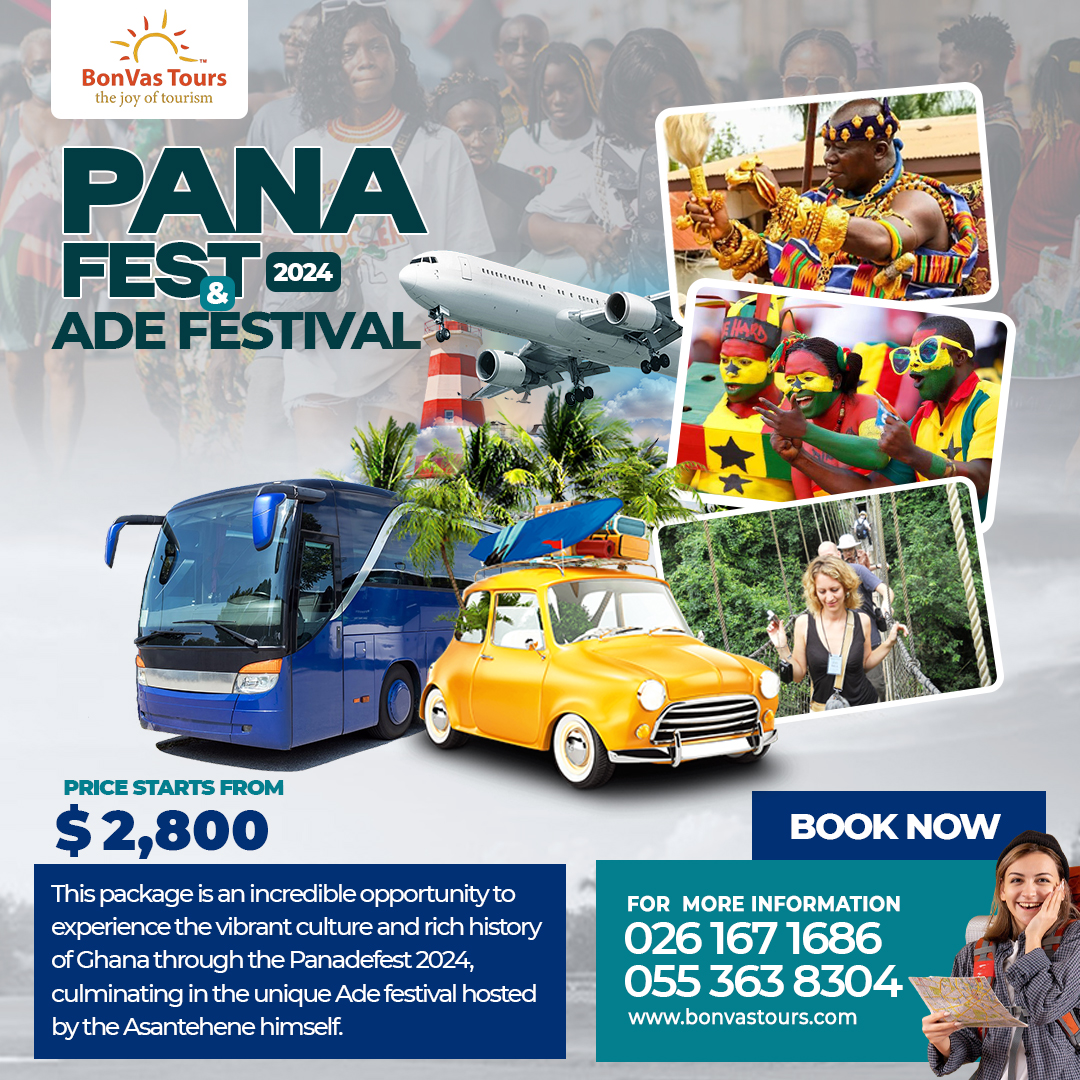 BonVas Tours™
the joy of tourism
PANA
FEST 2024
&
ADE FESTIVAL
E HARD
PRICE STARTS FROM
$ 2,800
This package is an incredible opportunity to
experience the vibrant culture and rich history
of Ghana through the Panadefest 2024,
culminating in the unique Ade festival hosted
by the Asantehene himself.
BOOK NOW
FOR MORE INFORMATION
026 167 1686
055 363 8304
www.bonvastours.com